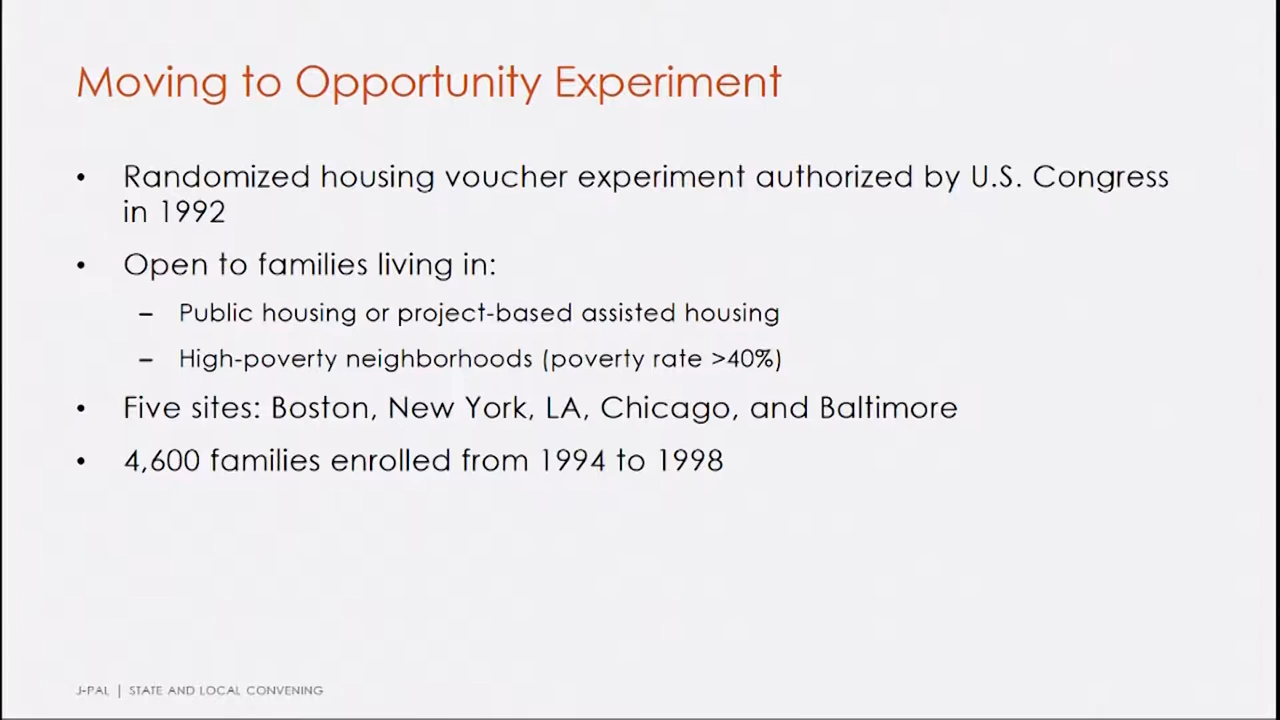 Moving to Opportunity Experiment
• Randomized housing voucher experiment authorized by U.S. Congress
in 1992
• Open to families living in:
– Public housing or project-based assisted housing
– High-poverty neighborhoods (poverty rate >40%)
• Five sites: Boston, New York, LA, Chicago, and Baltimore
• 4,600 families enrolled from 1994 to 1998
J-PAL | STATE AND LOCAL CONVENING